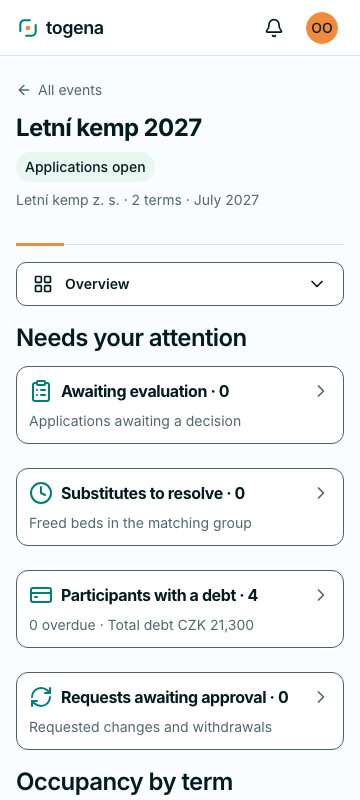 togena
OO
All events
Letní kemp 2027
Applications open
Letní kemp z. s. · 2 terms · July 2027
Overview
Needs your attention
Awaiting evaluation · 0
Applications awaiting a decision
Substitutes to resolve · 0
Freed beds in the matching group
Participants with a debt · 4
0 overdue · Total debt CZK 21,300
Requests awaiting approval · 0
Requested changes and withdrawals
Occupancy by term